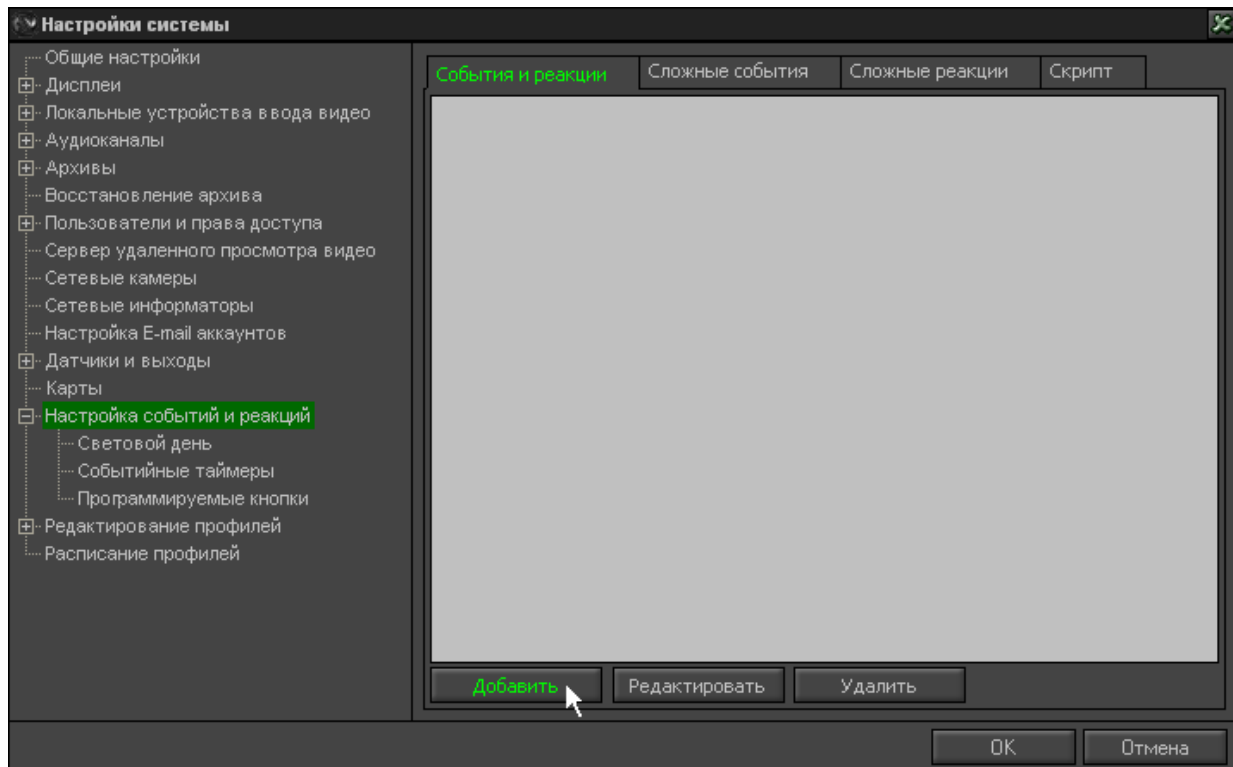 Настройки системы
Общие настройки
Дисплеи
Локальные устройства ввода видео
Аудиоканалы
Архивы
Восстановление архива
Пользователи и права доступа
Сервер удаленного просмотра видео
Сетевые камеры
Сетевые информаторы
Настройка E-mail аккаунтов
Датчики и выходы
Карты
Настройка событий и реакций
Световой день
Событийные таймеры
Программируемые кнопки
Редактирование профилей
Расписание профилей
События и реакции Сложные события Сложные реакции Скрипт
Добавить Редактировать Удалить
OK Отмена